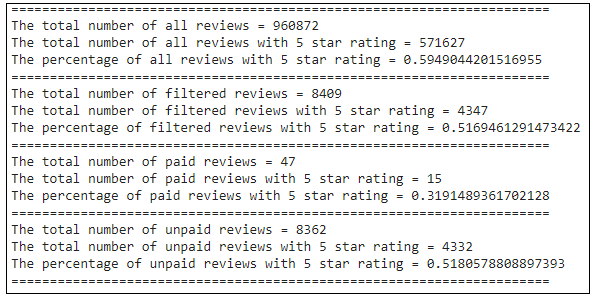 ======================================================================
The total number of all reviews = 960872
The total number of all reviews with 5 star rating = 571627
The percentage of all reviews with 5 star rating = 0.5949044201516955
======================================================================
The total number of filtered reviews = 8409
The total number of filtered reviews with 5 star rating = 4347
The percentage of filtered reviews with 5 star rating = 0.5169461291473422
======================================================================
The total number of paid reviews = 47
The total number of paid reviews with 5 star rating = 15
The percentage of paid reviews with 5 star rating = 0.3191489361702128
======================================================================
The total number of unpaid reviews = 8362
The total number of unpaid reviews with 5 star rating = 4332
The percentage of unpaid reviews with 5 star rating = 0.5180578808897393
======================================================================